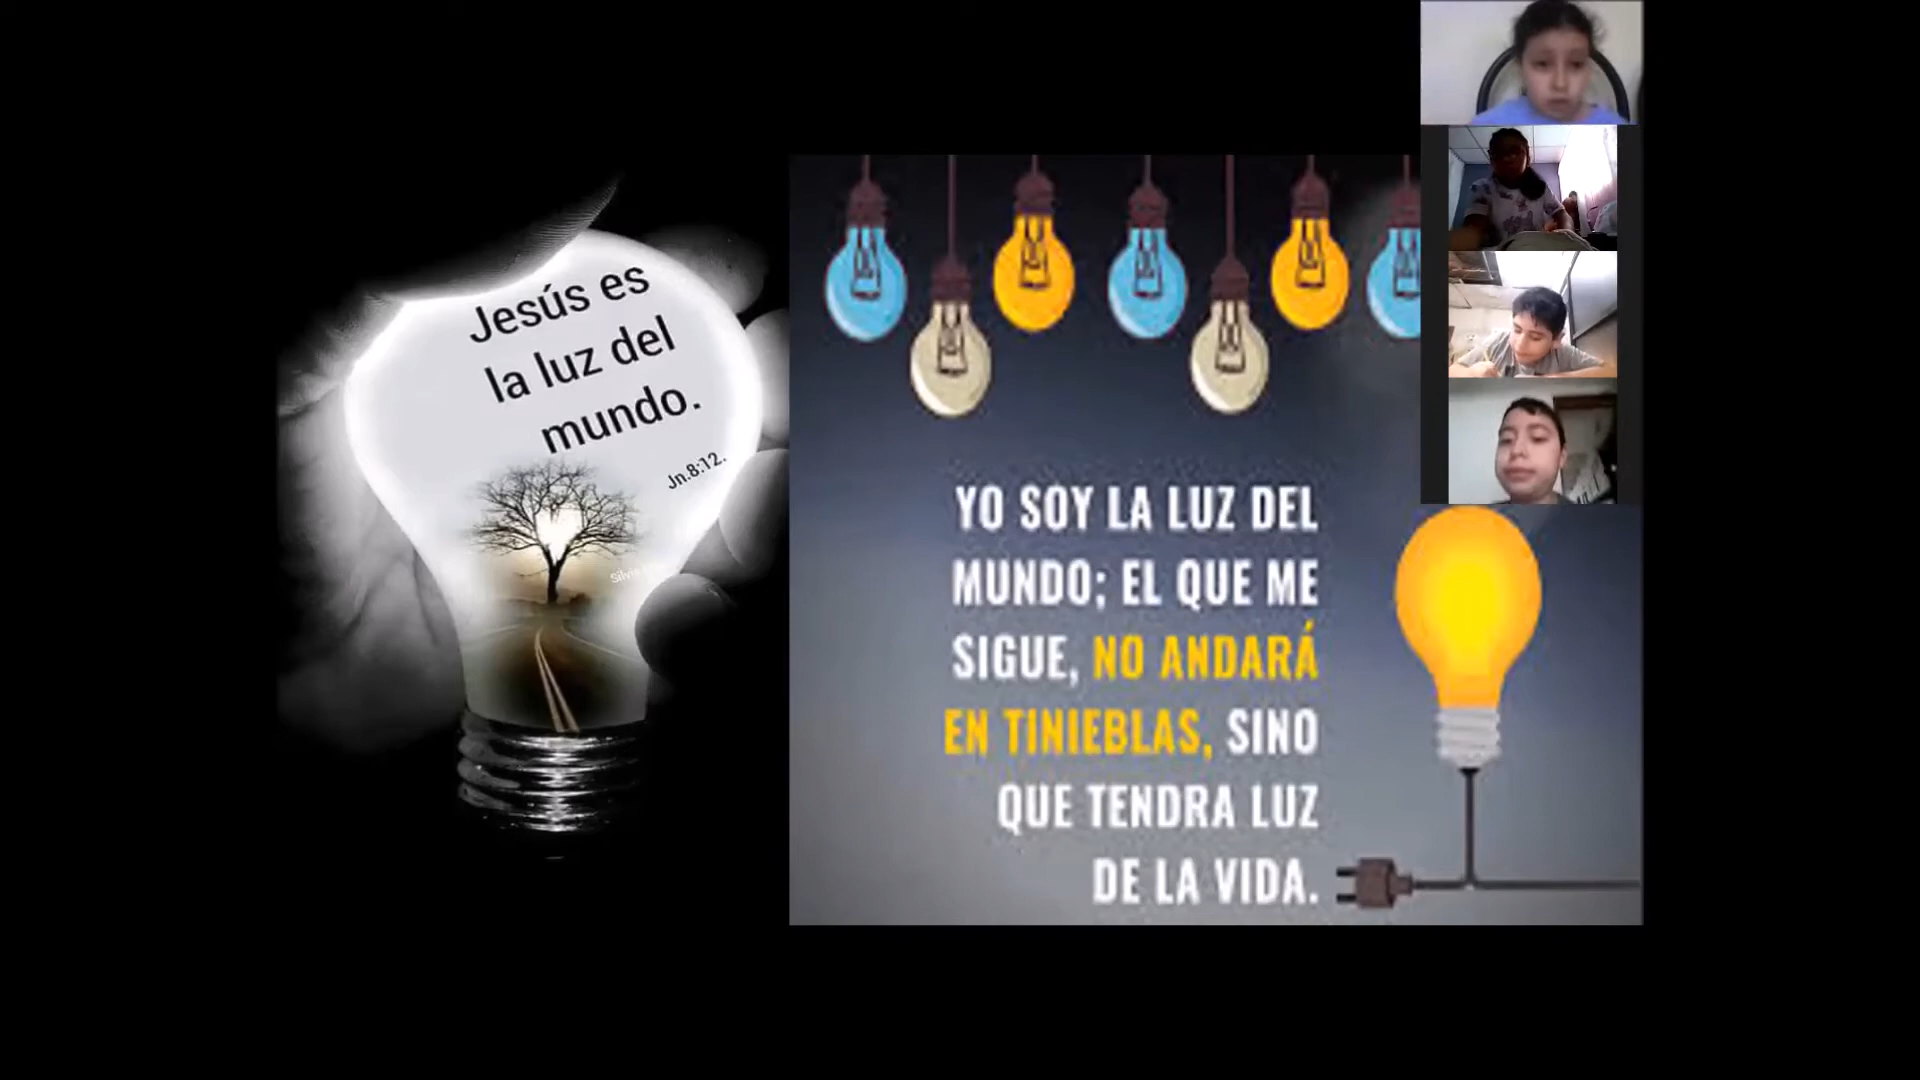 Jesús es
la luz del
mundo.
Jn.8:12.
YO SOY LA LUZ DEL
MUNDO; EL QUE ME
SIGUE, NO ANDARÁ
EN TINIEBLAS, SINO
QUE TENDRA LUZ
DE LA VIDA.